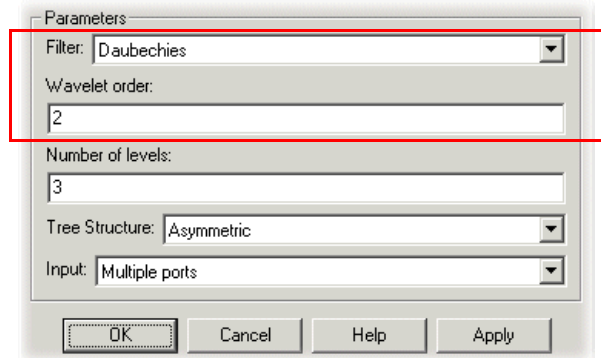 Parameters
Filter: Daubechies
Wavelet order:
2
Number of levels:
3
Tree Structure: Asymmetric
Input: Multiple ports
OK Cancel Help Apply